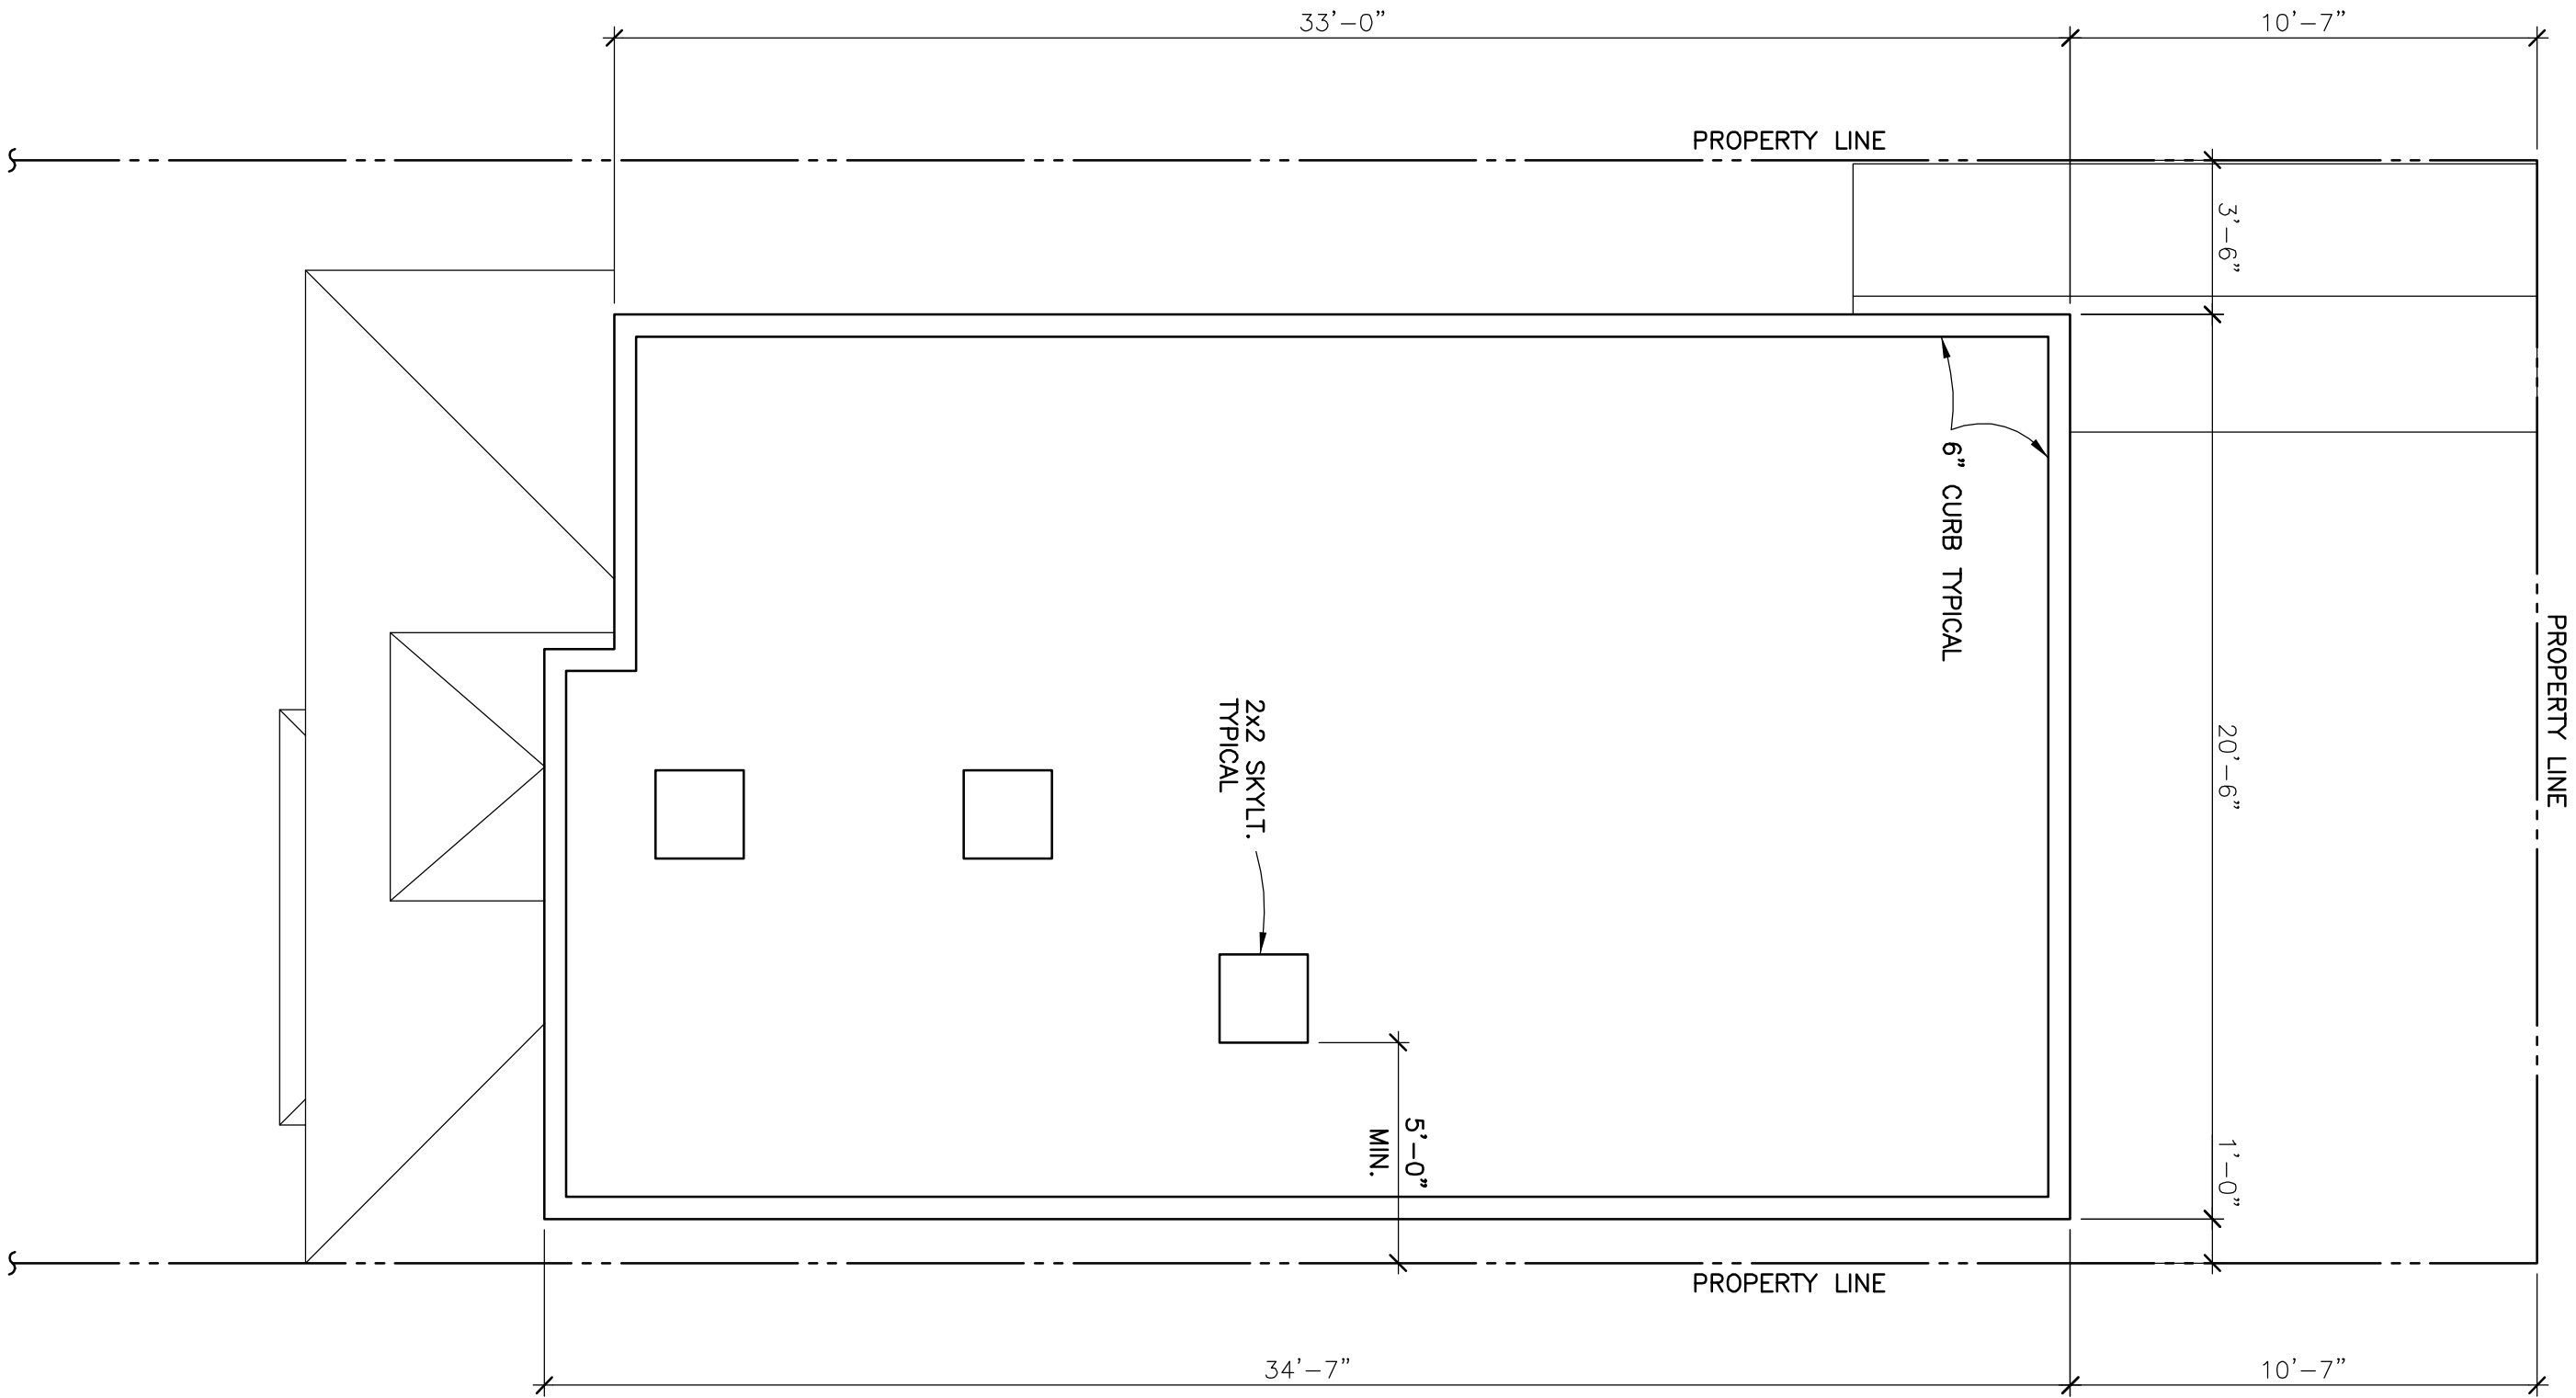 33'-0"
10'-7"
PROPERTY LINE
3'-6"
6" CURB TYPICAL
PROPERTY LINE
2x2 SKYLT.
TYPICAL
20'-6"
5'-0"
MIN.
1'-0"
PROPERTY LINE
34'-7"
10'-7"